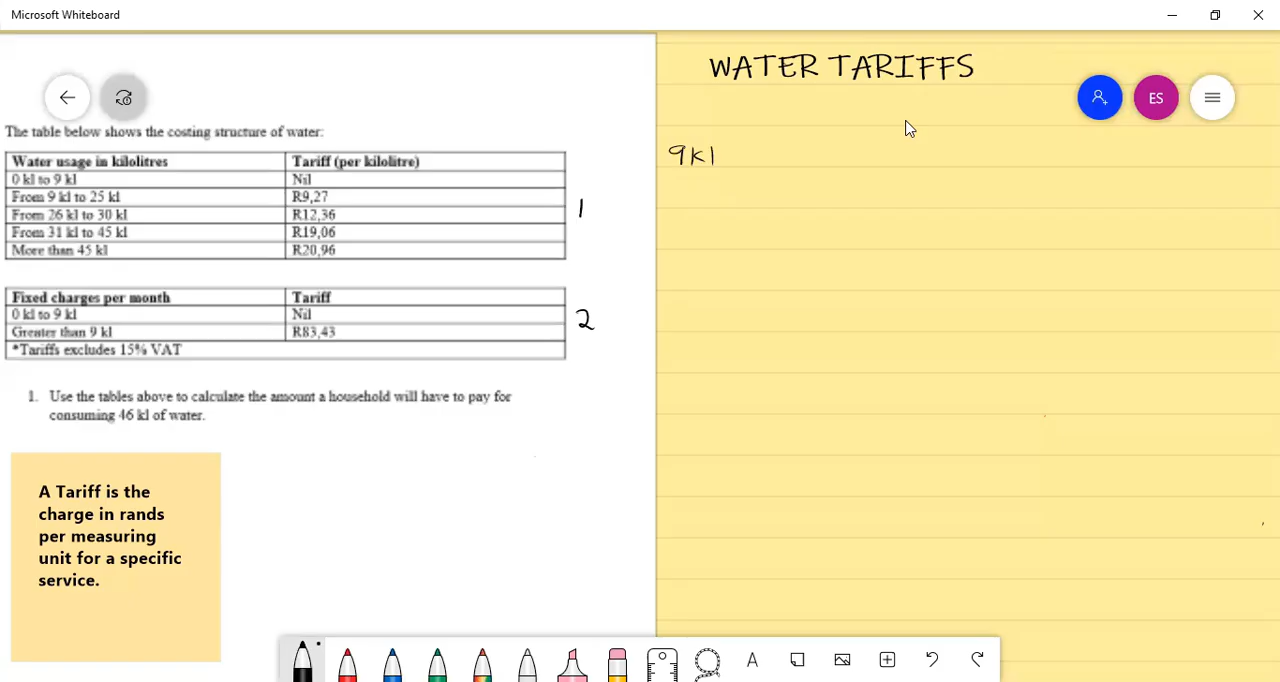 Microsoft Whiteboard
WATER TARIFFS
ES
The table below shows the costing structure of water:
Water usage in kilolitres Tariff (per kilolitre)
0 kl to 9 kl Nil
From 9 kl to 25 kl R9,27
From 26 kl to 30 kl R12,36
From 31 kl to 45 kl R19,06
More than 45 kl R20,96
1
9kl
Fixed charges per month Tariff
0 kl to 9 kl Nil
Greater than 9 kl R83,43
*Tariffs excludes 15% VAT
2
1. Use the tables above to calculate the amount a household will have to pay for
consuming 46 kl of water.
A Tariff is the
charge in rands
per measuring
unit for a specific
service.
A